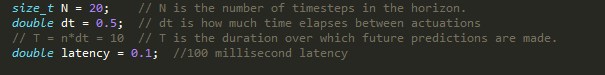 size_t N = 20;    // N is the number of timesteps in the horizon.
double dt = 0.5;  // dt is how much time elapses between actuations
// T = n*dt = 10  // T is the duration over which future predictions are made.
double latency = 0.1;  //100 millisecond latency